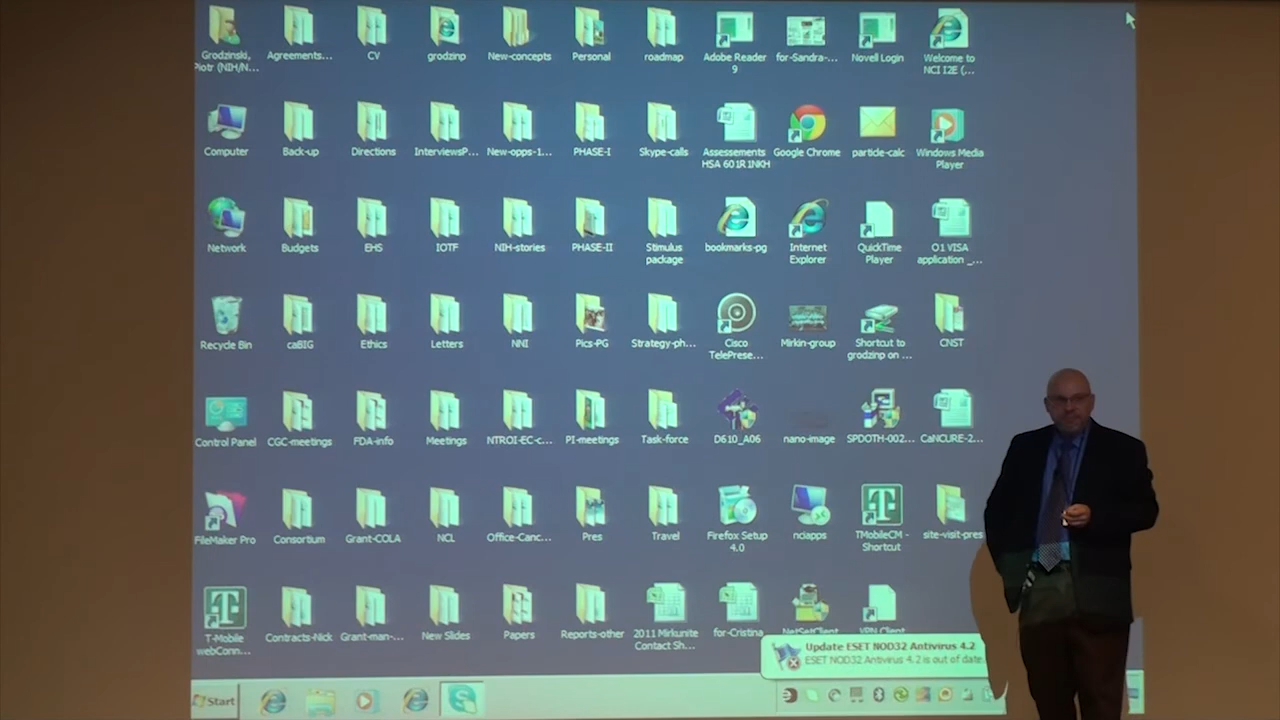 Grodzinski, Piotr (NIH/N...
Agreements...
CV
grodzinp
New-concepts
Personal
roadmap
Adobe Reader 9
for-Sandra-...
Novell Login
Welcome to NCI I2E (...
Computer
Back-up
Directions
InterviewsP...
New-opps-1...
PHASE-I
Skype-calls
Assessements HSA 601R 1NKH
Google Chrome
particle-calc
Windows Media Player
Network
Budgets
EHS
IOTF
NIH-stories
PHASE-II
Stimulus package
bookmarks-pg
Internet Explorer
QuickTime Player
O1 VISA application _...
Recycle Bin
caBIG
Ethics
Letters
NNI
Pics-PG
Strategy-ph...
Cisco TelePrese...
Mirkin-group
Shortcut to grodzinp on ...
CNST
Control Panel
CGC-meetings
FDA-info
Meetings
NTROI-EC-c...
PI-meetings
Task-force
D610_A06
nano-image
SPDOTH-002...
CaNCURE-2...
FileMaker Pro
Consortium
Grant-COLA
NCL
Office-Canc...
Pres
Travel
Firefox Setup 4.0
nciapps
TMobileCM - Shortcut
site-visit-pres
T-Mobile webConn...
Contracts-Nick
Grant-man-...
New Slides
Papers
Reports-other
2011 Mirkunite Contact Sh...
for-Cristina
NetSetClient
VPN Client
Update ESET NOD32 Antivirus 4.2
ESET NOD32 Antivirus 4.2 is out of date.
Start